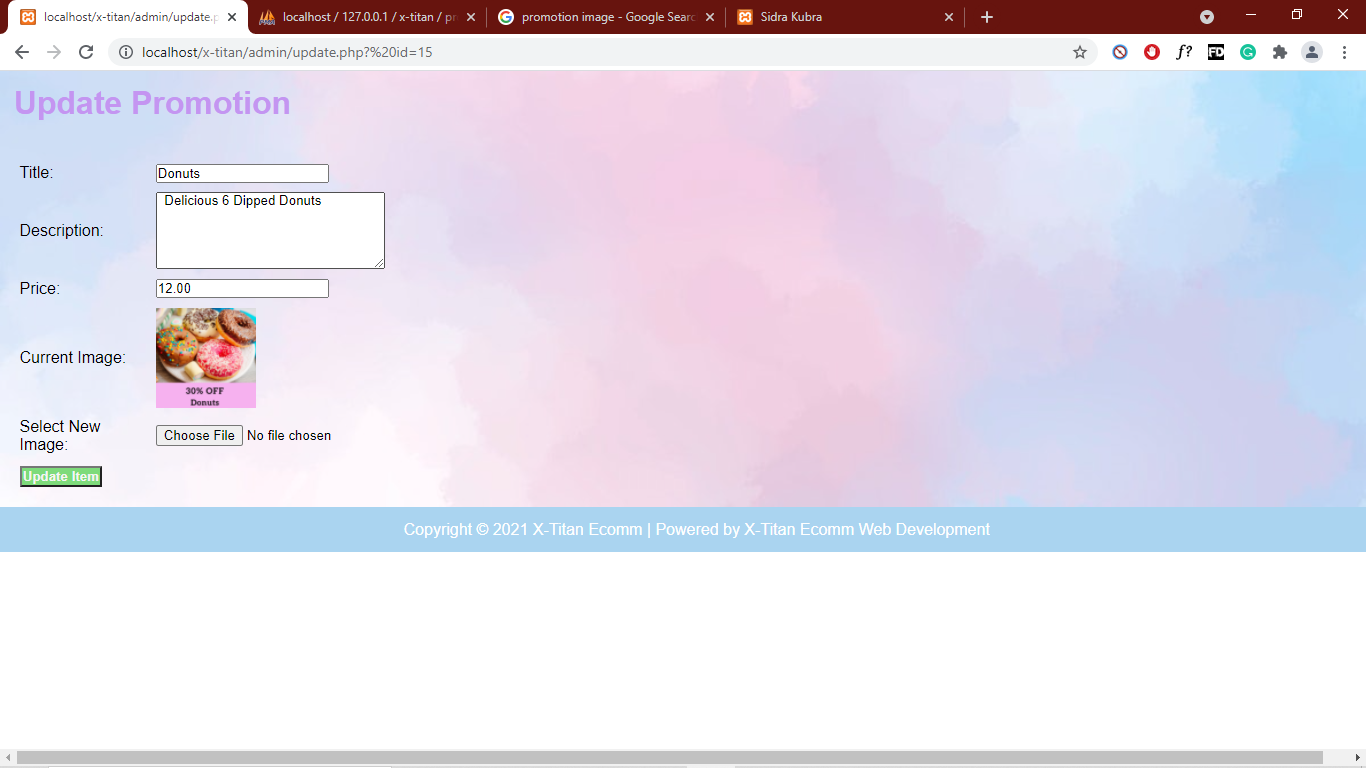 localhost/x-titan/admin/update.p
localhost / 127.0.0.1 / x-titan / pr
promotion image - Google Searc
Sidra Kubra
localhost/x-titan/admin/update.php?%20id=15
f?
FD
Update Promotion
Title:
Donuts
Description:
Delicious 6 Dipped Donuts
Price:
12.00
Current Image:
30% OFF
Donuts
Select New
Image:
Choose File No file chosen
Update Item
Copyright © 2021 X-Titan Ecomm | Powered by X-Titan Ecomm Web Development